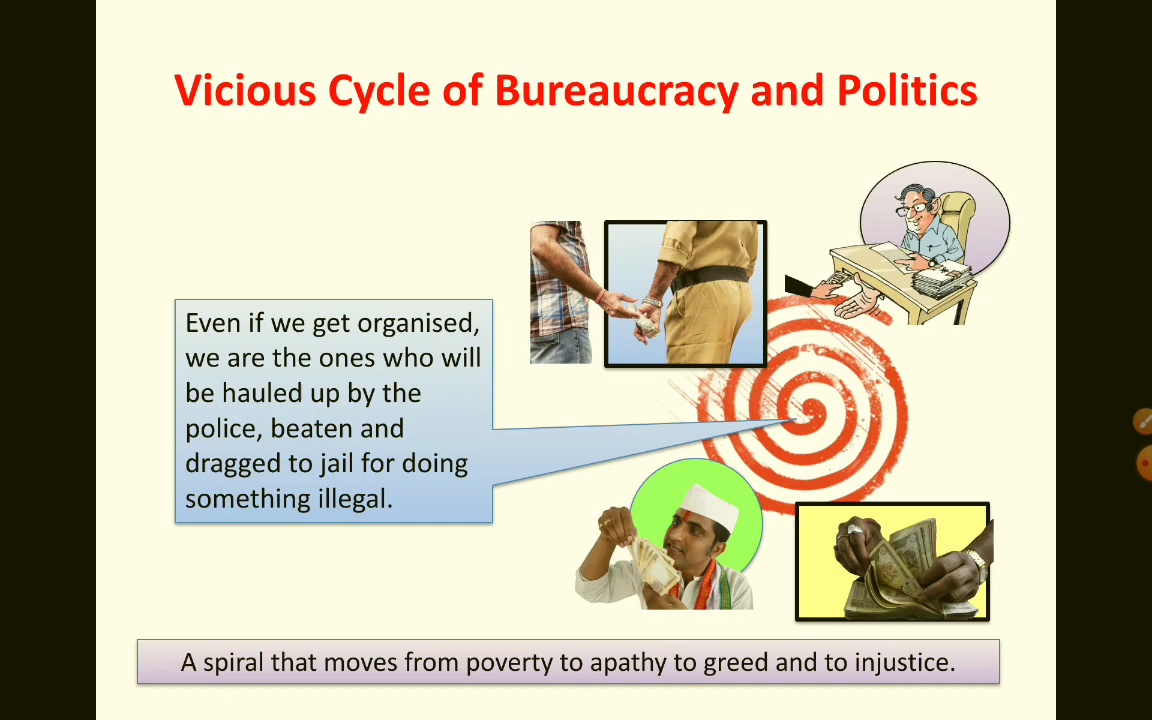 Vicious Cycle of Bureaucracy and Politics
Even if we get organised,
we are the ones who will
be hauled up by the
police, beaten and
dragged to jail for doing
something illegal.
A spiral that moves from poverty to apathy to greed and to injustice.